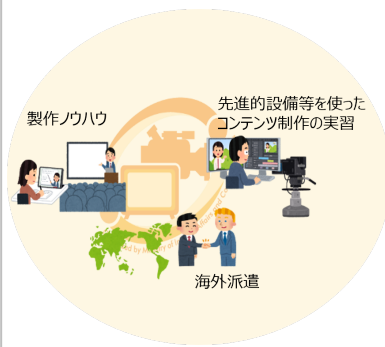 製作ノウハウ
先進的設備等を使った
コンテンツ制作の実習
海外派遣